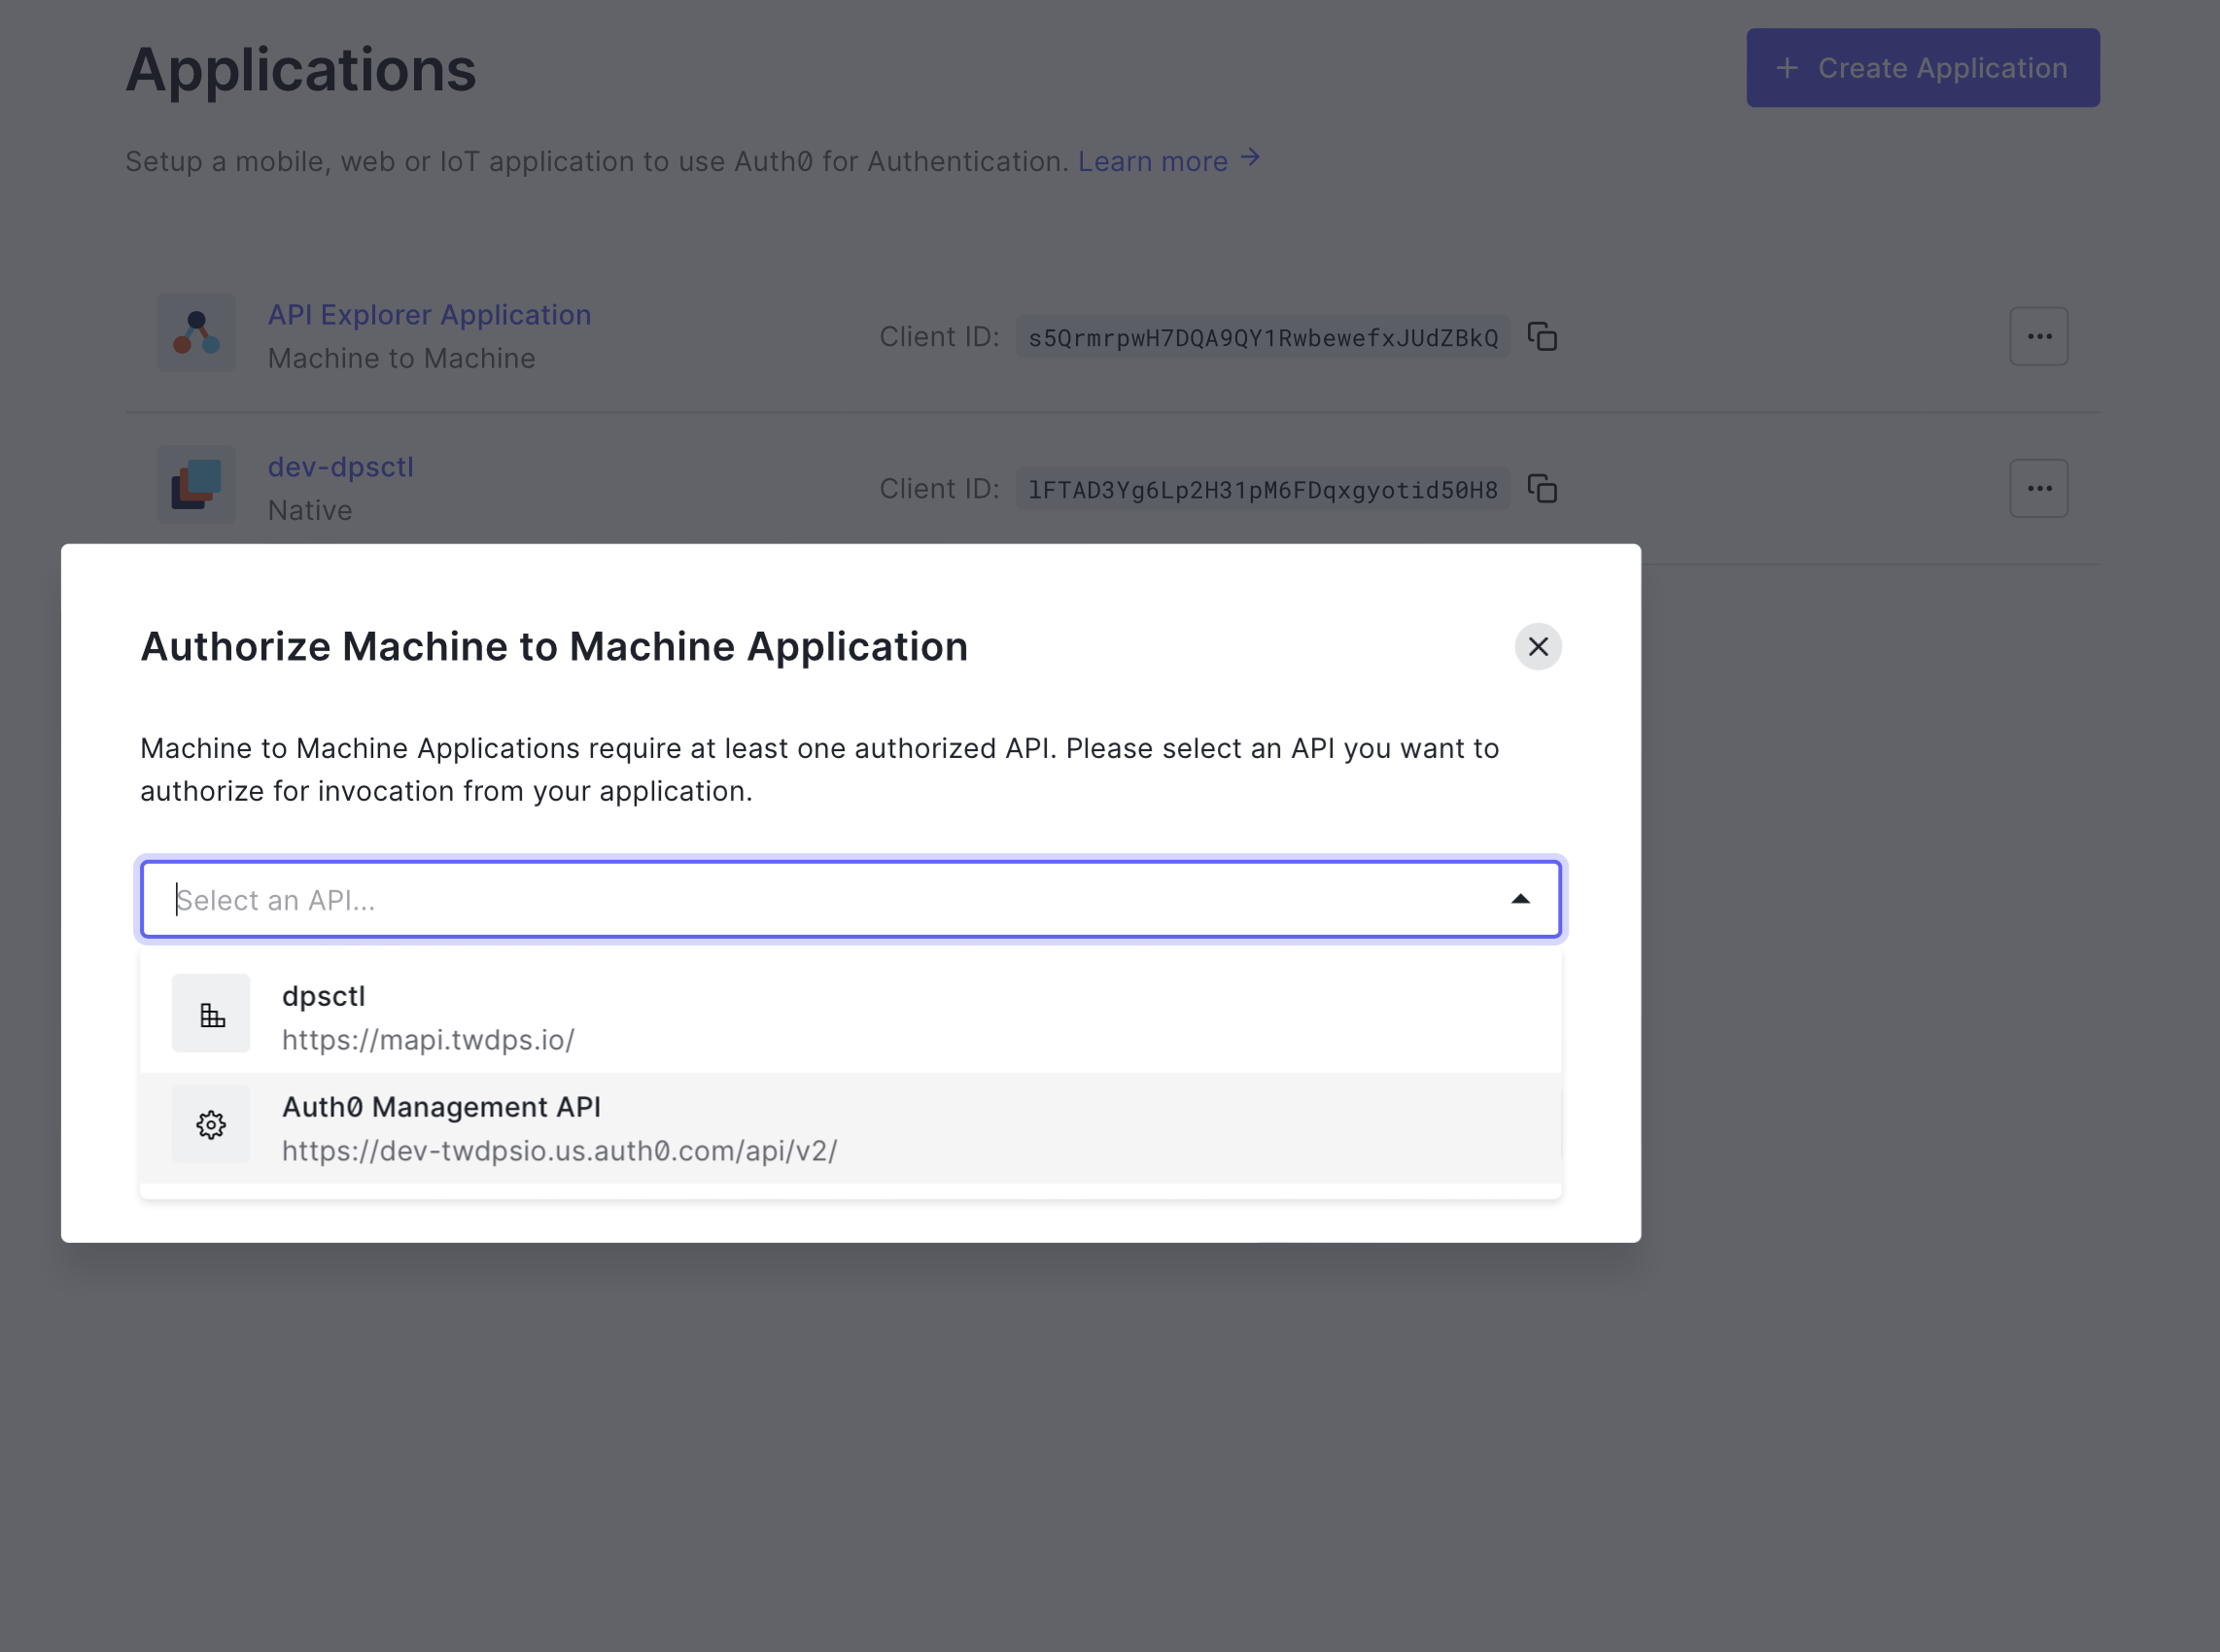 Applications
+ Create Application
Setup a mobile, web or IoT application to use Auth0 for Authentication. Learn more →
API Explorer Application
Machine to Machine
Client ID: s5QrmrpwH7DQA9QY1RwbewefxJUdZBkQ
dev-dpsctl
Native
Client ID: lFTAD3Yg6Lp2H31pM6FDqxgyotid50H8
Authorize Machine to Machine Application
Machine to Machine Applications require at least one authorized API. Please select an API you want to
authorize for invocation from your application.
Select an API...
dpsctl
https://mapi.twdps.io/
Auth0 Management API
https://dev-twdpsio.us.auth0.com/api/v2/